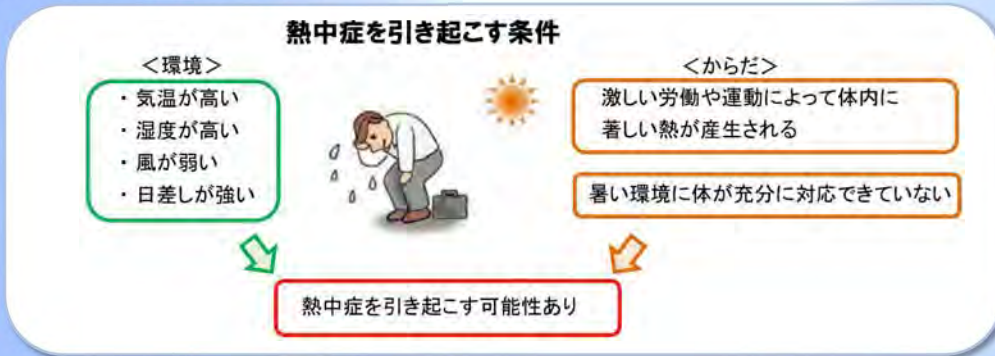 熱中症を引き起こす条件
＜環境＞
・気温が高い
・湿度が高い
・風が弱い
・日差しが強い
＜からだ＞
激しい労働や運動によって体内に
著しい熱が産生される
暑い環境に体が充分に対応できていない
熱中症を引き起こす可能性あり